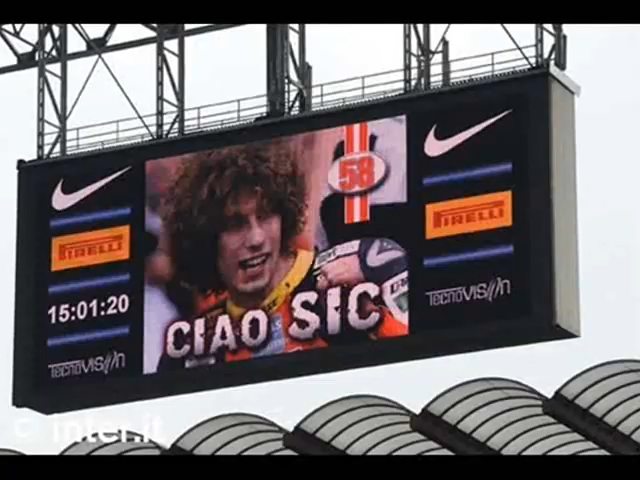 58
PIRELLI
PIRELLI
15:01:20
TECNOVISION
TECNOVISION
CIAO SIC
© inter.it